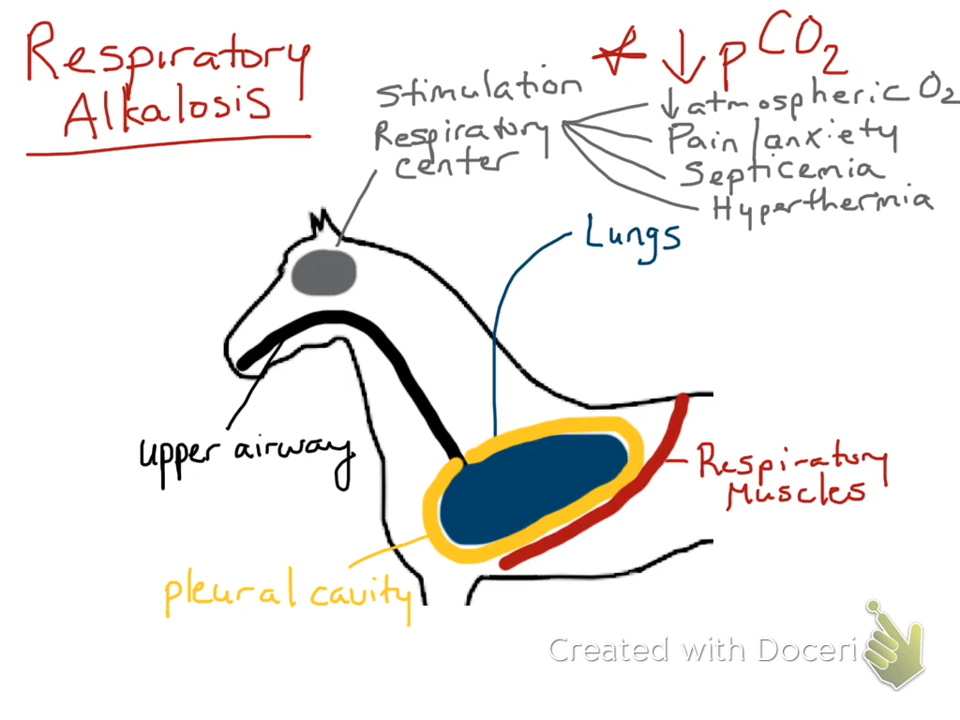 Respiratory
Alkalosis
* ↓ pCO2
stimulation
Respiratory
center
↓ atmospheric O2
Pain/anxiety
Septicemia
Hyperthermia
Lungs
upper airway
Respiratory
Muscles
pleural cavity
Created with Doceri